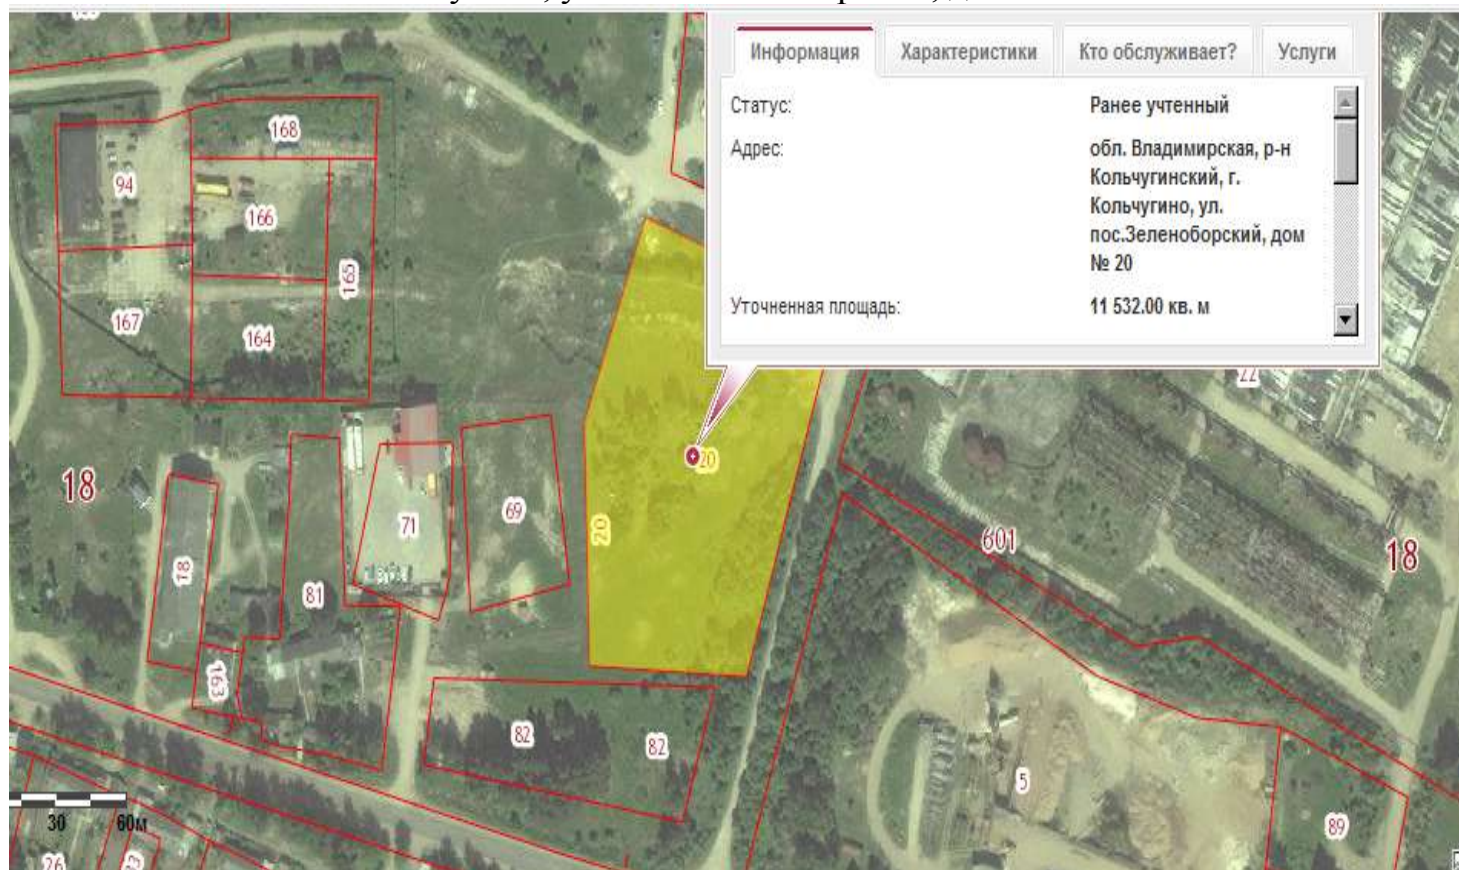 Информация Характеристики Кто обслуживает? Услуги
Статус: Ранее учтенный
Адрес: обл. Владимирская, р-н
Кольчугинский, г.
Кольчугино, ул.
пос.Зеленоборский, дом
№ 20
Уточненная площадь: 11 532.00 кв. м
168
94
166
165
167
164
22
18
20
69
71
20
601
18
18
81
163
82
82
5
30 60м
89
26